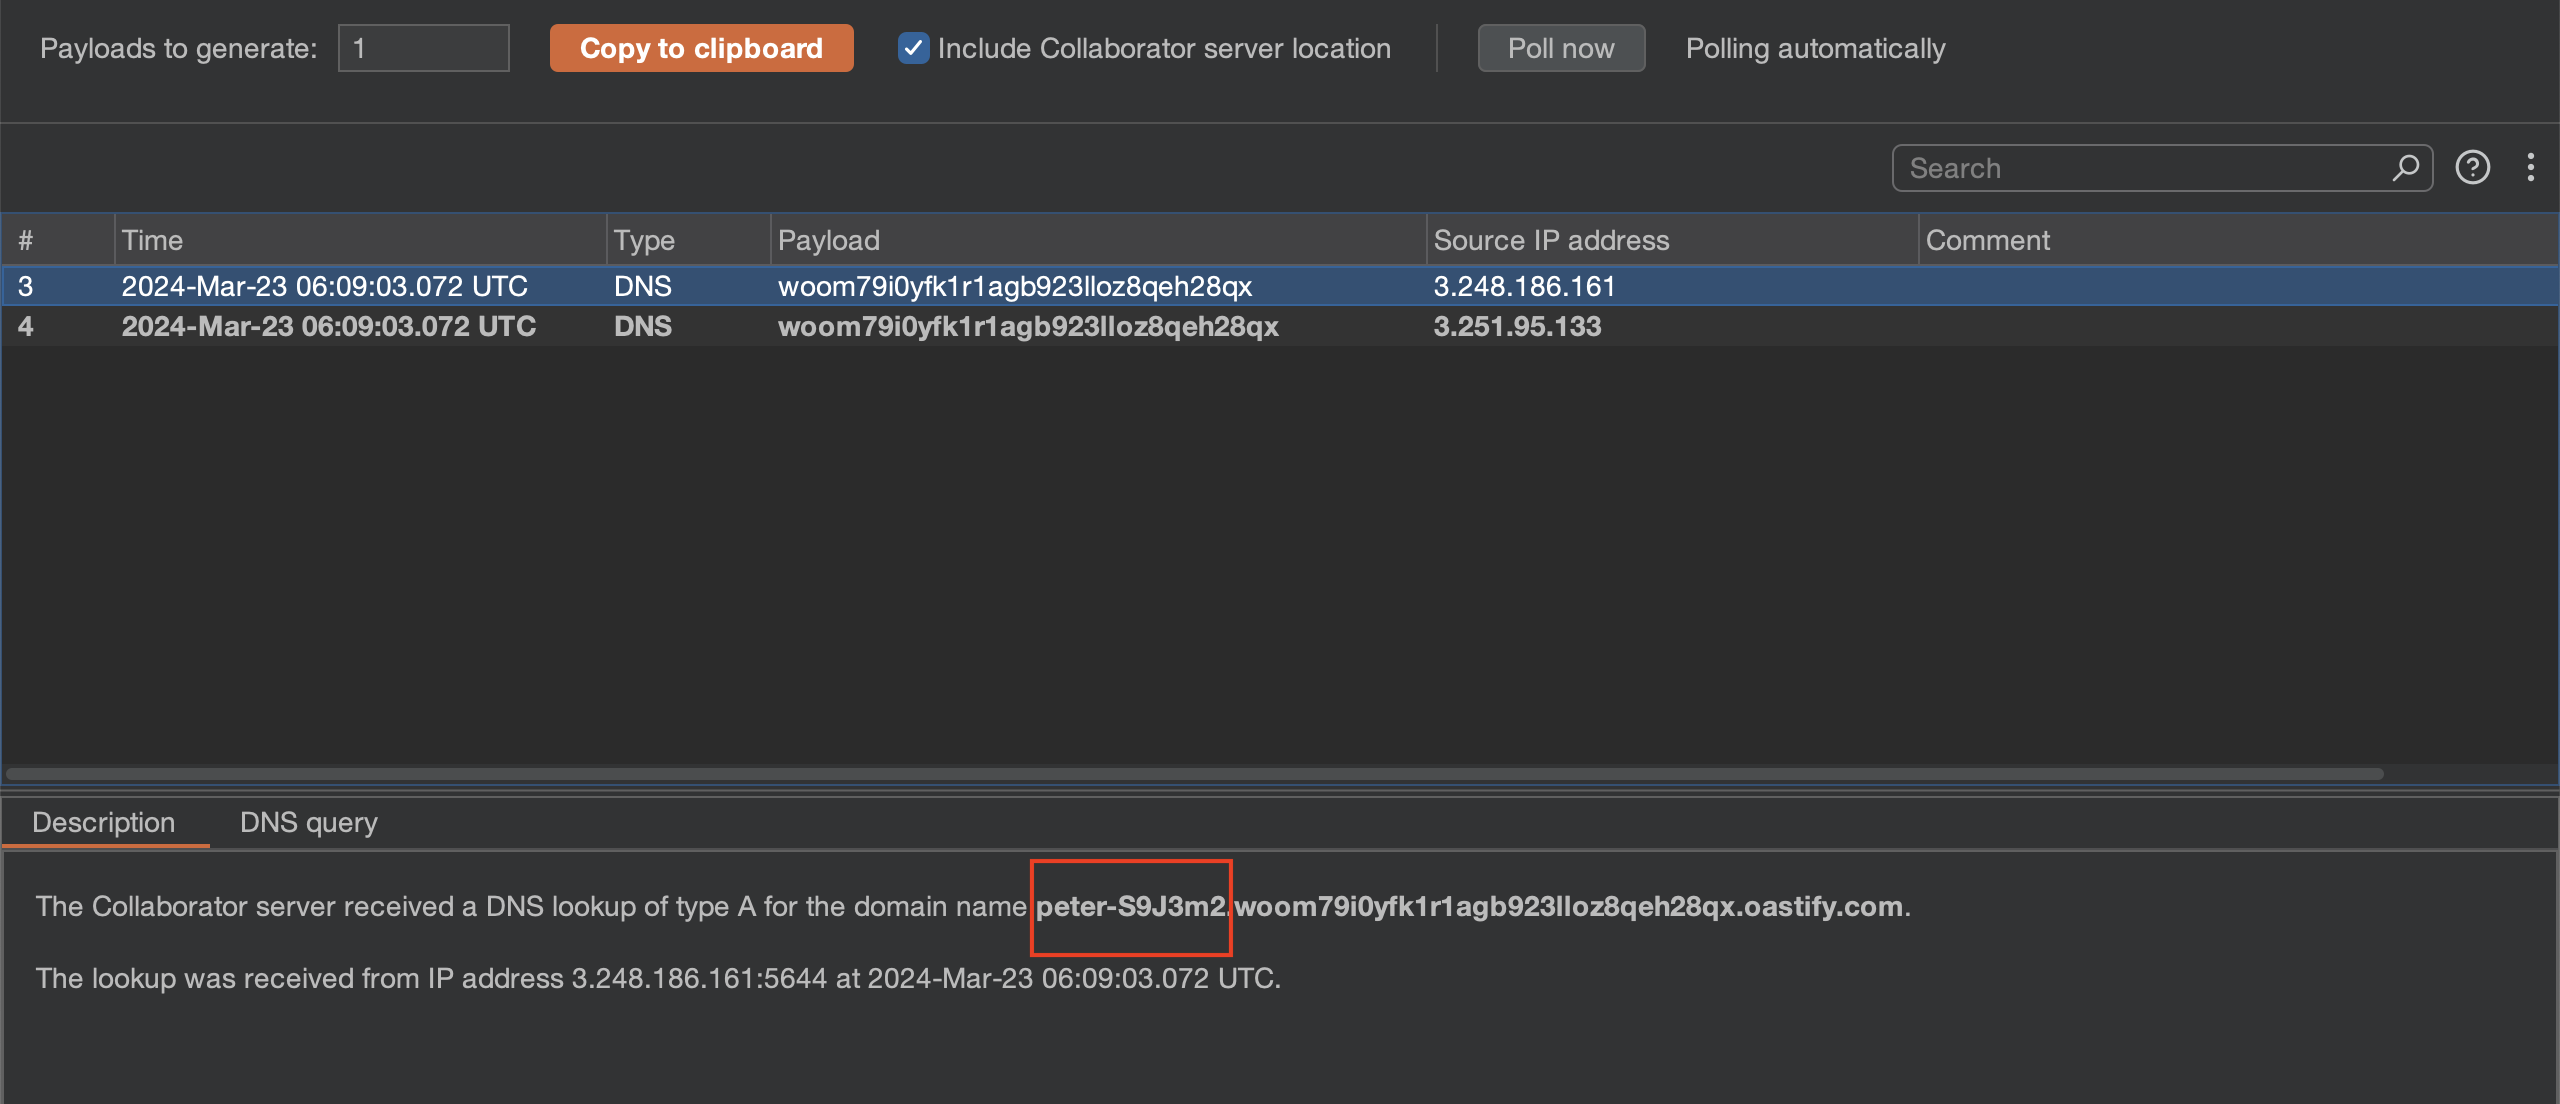 Payloads to generate: 1 Copy to clipboard Include Collaborator server location Poll now Polling automatically
Search
# Time Type Payload Source IP address Comment
3 2024-Mar-23 06:09:03.072 UTC DNS woom79i0yfk1r1agb923lloz8qeh28qx 3.248.186.161
4 2024-Mar-23 06:09:03.072 UTC DNS woom79i0yfk1r1agb923lloz8qeh28qx 3.251.95.133
Description DNS query
The Collaborator server received a DNS lookup of type A for the domain name peter-S9J3m2.woom79i0yfk1r1agb923lloz8qeh28qx.oastify.com.
The lookup was received from IP address 3.248.186.161:5644 at 2024-Mar-23 06:09:03.072 UTC.